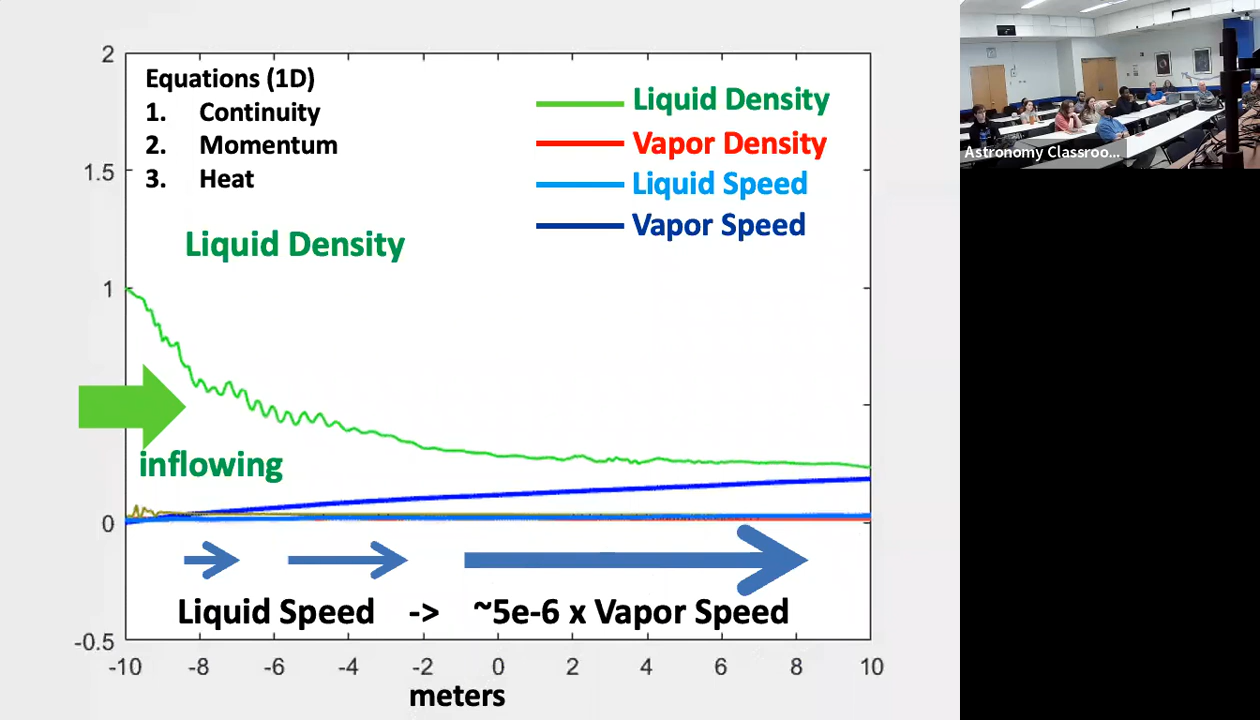 Equations (1D)
1. Continuity
2. Momentum
3. Heat
Liquid Density
Vapor Density
Liquid Speed
Vapor Speed
Liquid Density
inflowing
Liquid Speed -> ~5e-6 x Vapor Speed
2
1.5
1
0
-0.5
-10 -8 -6 -4 -2 0 2 4 6 8 10
meters
Astronomy Classroo...